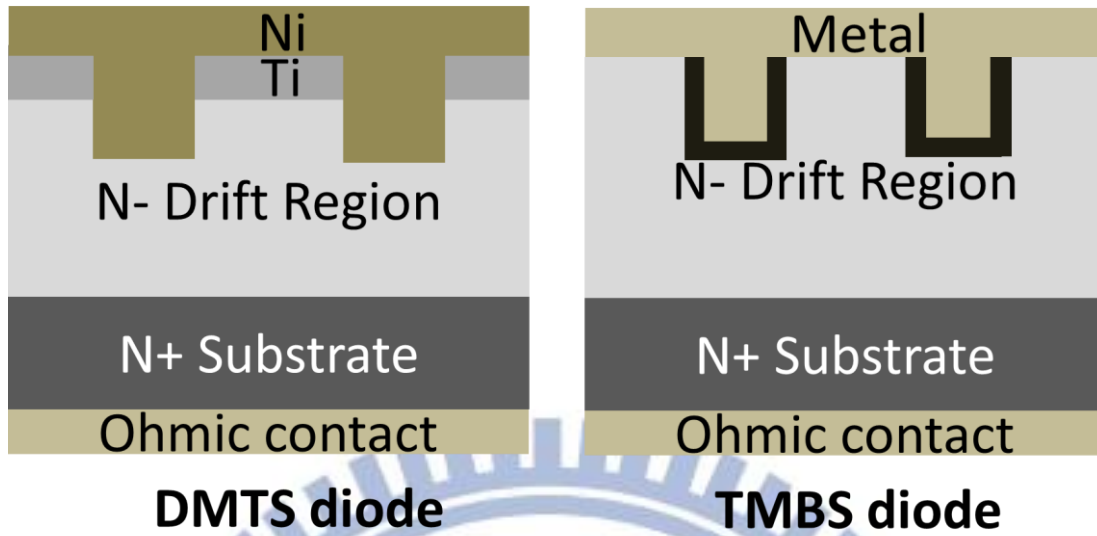 Ni
Ti
N- Drift Region
N+ Substrate
Ohmic contact
DMTS diode
Metal
N- Drift Region
N+ Substrate
Ohmic contact
TMBS diode